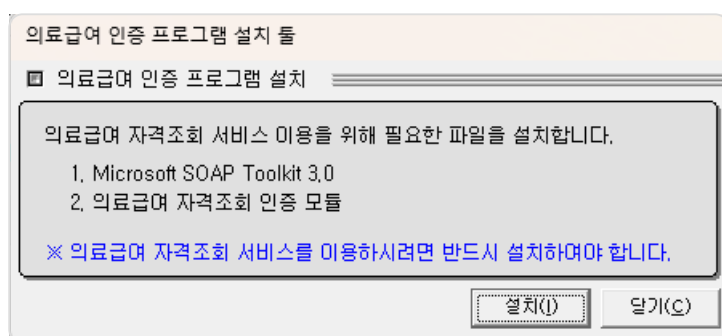 의료급여 인증 프로그램 설치 툴
의료급여 인증 프로그램 설치
의료급여 자격조회 서비스 이용을 위해 필요한 파일을 설치합니다.
1. Microsoft SOAP Toolkit 3.0
2. 의료급여 자격조회 인증 모듈
※ 의료급여 자격조회 서비스를 이용하시려면 반드시 설치하여야 합니다.
설치(I) 닫기(C)